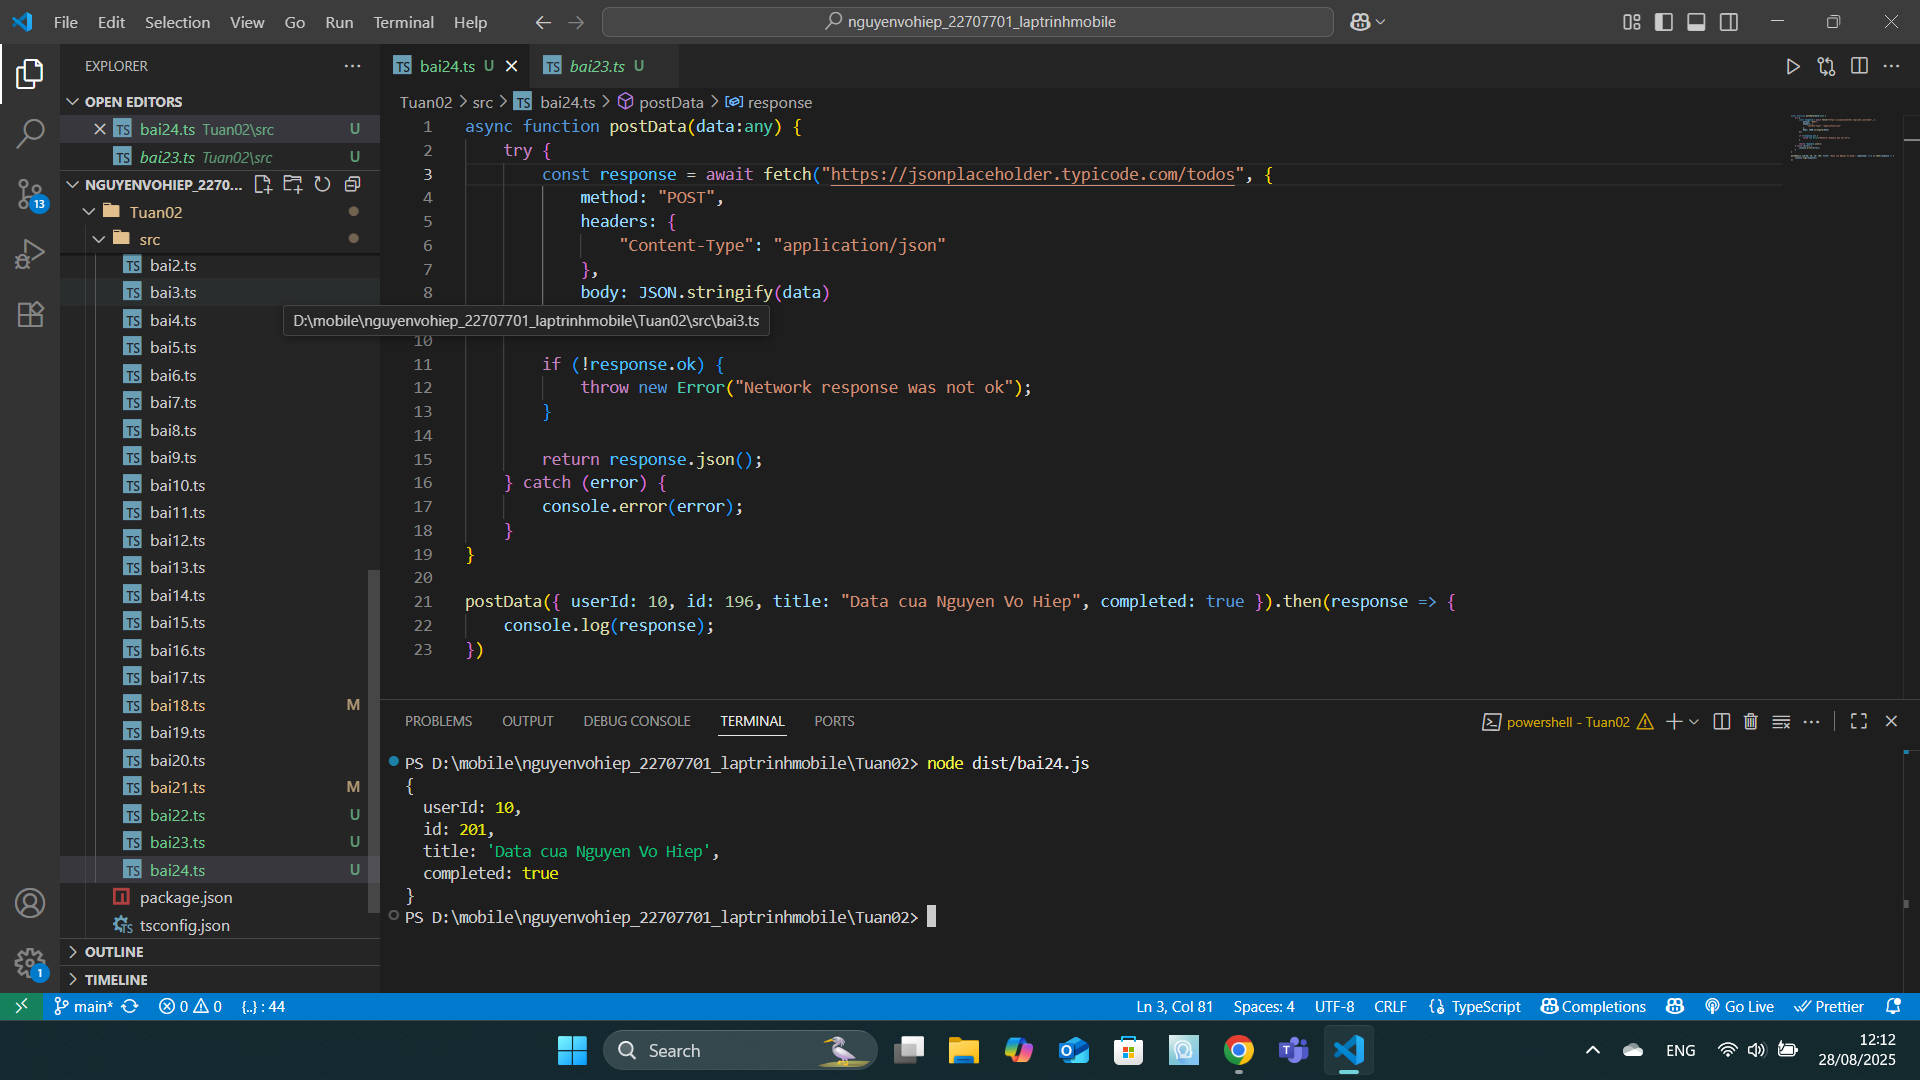 File Edit Selection View Go Run Terminal Help
nguyenvohiep_22707701_laptrinhmobile
EXPLORER
OPEN EDITORS
bai24.ts Tuan02\src U
bai23.ts Tuan02\src U
NGUYENVOHIEP_2270...
Tuan02
src
bai2.ts
bai3.ts
bai4.ts
bai5.ts
bai6.ts
bai7.ts
bai8.ts
bai9.ts
bai10.ts
bai11.ts
bai12.ts
bai13.ts
bai14.ts
bai15.ts
bai16.ts
bai17.ts
bai18.ts M
bai19.ts
bai20.ts
bai21.ts M
bai22.ts U
bai23.ts U
bai24.ts U
package.json
tsconfig.json
OUTLINE
TIMELINE
13
1
TS bai24.ts U
TS bai23.ts U
Tuan02 > src > TS bai24.ts > postData > response
1 async function postData(data:any) {
2 try {
3 const response = await fetch("https://jsonplaceholder.typicode.com/todos", {
4 method: "POST",
5 headers: {
6 "Content-Type": "application/json"
7 },
8 body: JSON.stringify(data)
D:\mobile\nguyenvohiep_22707701_laptrinhmobile\Tuan02\src\bai3.ts
10
11 if (!response.ok) {
12 throw new Error("Network response was not ok");
13 }
14
15 return response.json();
16 } catch (error) {
17 console.error(error);
18 }
19 }
20
21 postData({ userId: 10, id: 196, title: "Data cua Nguyen Vo Hiep", completed: true }).then(response => {
22 console.log(response);
23 })
PROBLEMS OUTPUT DEBUG CONSOLE TERMINAL PORTS
powershell - Tuan02
PS D:\mobile\nguyenvohiep_22707701_laptrinhmobile\Tuan02> node dist/bai24.js
{
userId: 10,
id: 201,
title: 'Data cua Nguyen Vo Hiep',
completed: true
}
PS D:\mobile\nguyenvohiep_22707701_laptrinhmobile\Tuan02>
main* 0 0 {..} : 44
Ln 3, Col 81 Spaces: 4 UTF-8 CRLF TypeScript Completions Go Live Prettier
Search
ENG
12:12
28/08/2025